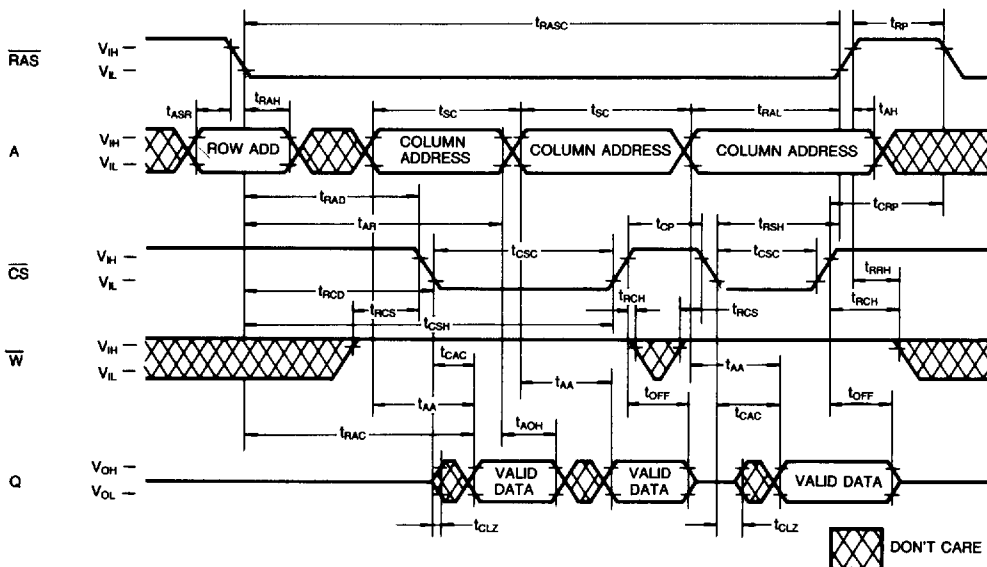 tRASC tRP
RAS VIH
VIL
tASR tRAH tSC tSC tRAL tAH
A VIH ROW ADD COLUMN ADDRESS COLUMN ADDRESS COLUMN ADDRESS
VIL
tRAD tCRP
tAR tCP tRSH
CS VIH tCSC tCSC
VIL tRRH
tRCD tRCH tRCH
tRCS tRCS
tCSH
W VIH
VIL tCAC tAA
tAA tAA tOFF tCAC tOFF
tRAC tAOH
Q VOH VALID DATA VALID DATA VALID DATA
VOL
tCLZ tCLZ
DON'T CARE